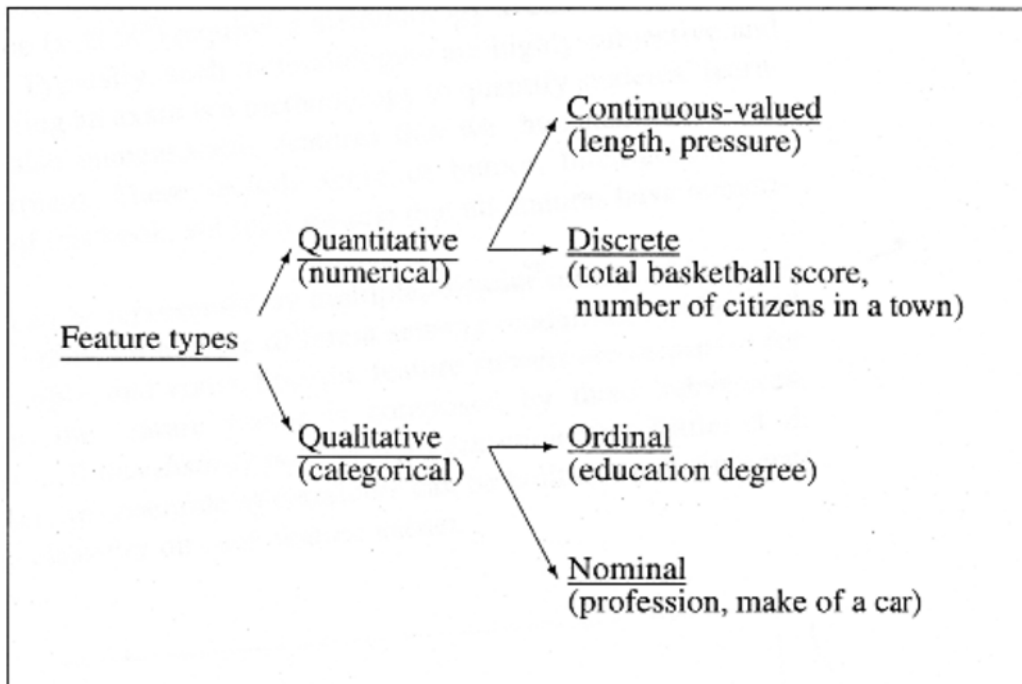 Continuous-valued
(length, pressure)
Quantitative
(numerical)
Discrete
(total basketball score,
number of citizens in a town)
Feature types
Qualitative
(categorical)
Ordinal
(education degree)
Nominal
(profession, make of a car)